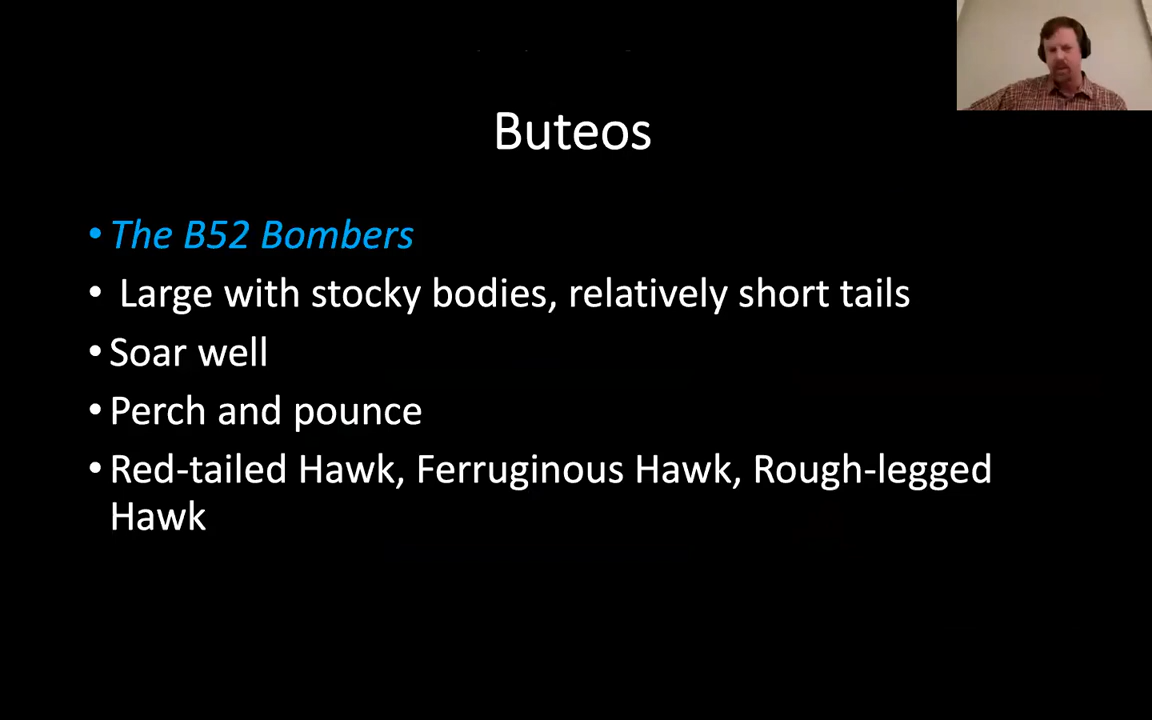 Buteos
• The B52 Bombers
• Large with stocky bodies, relatively short tails
• Soar well
• Perch and pounce
• Red-tailed Hawk, Ferruginous Hawk, Rough-legged
Hawk